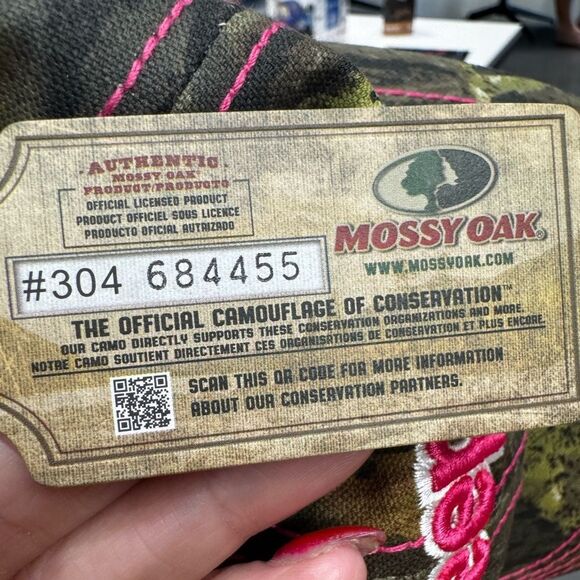 AUTHENTIC
MOSSY OAK®
PRODUCT/PRODUCTO
OFFICIAL LICENSED PRODUCT
PRODUCT OFFICIEL SOUS LICENCE
PRODUCTO OFICIAL AUTRIZADO
MOSSY OAK®
WWW.MOSSYOAK.COM
#304 684455
THE OFFICIAL CAMOUFLAGE OF CONSERVATION™
OUR CAMO DIRECTLY SUPPORTS THESE CONSERVATION ORGANIZATIONS AND MORE.
NOTRE CAMO SOUTIENT DIRECTEMENT CES ORGANISATIONS DE CONSERVATION ET PLUS ENCORE.
SCAN THIS QR CODE FOR MORE INFORMATION
ABOUT OUR CONSERVATION PARTNERS.